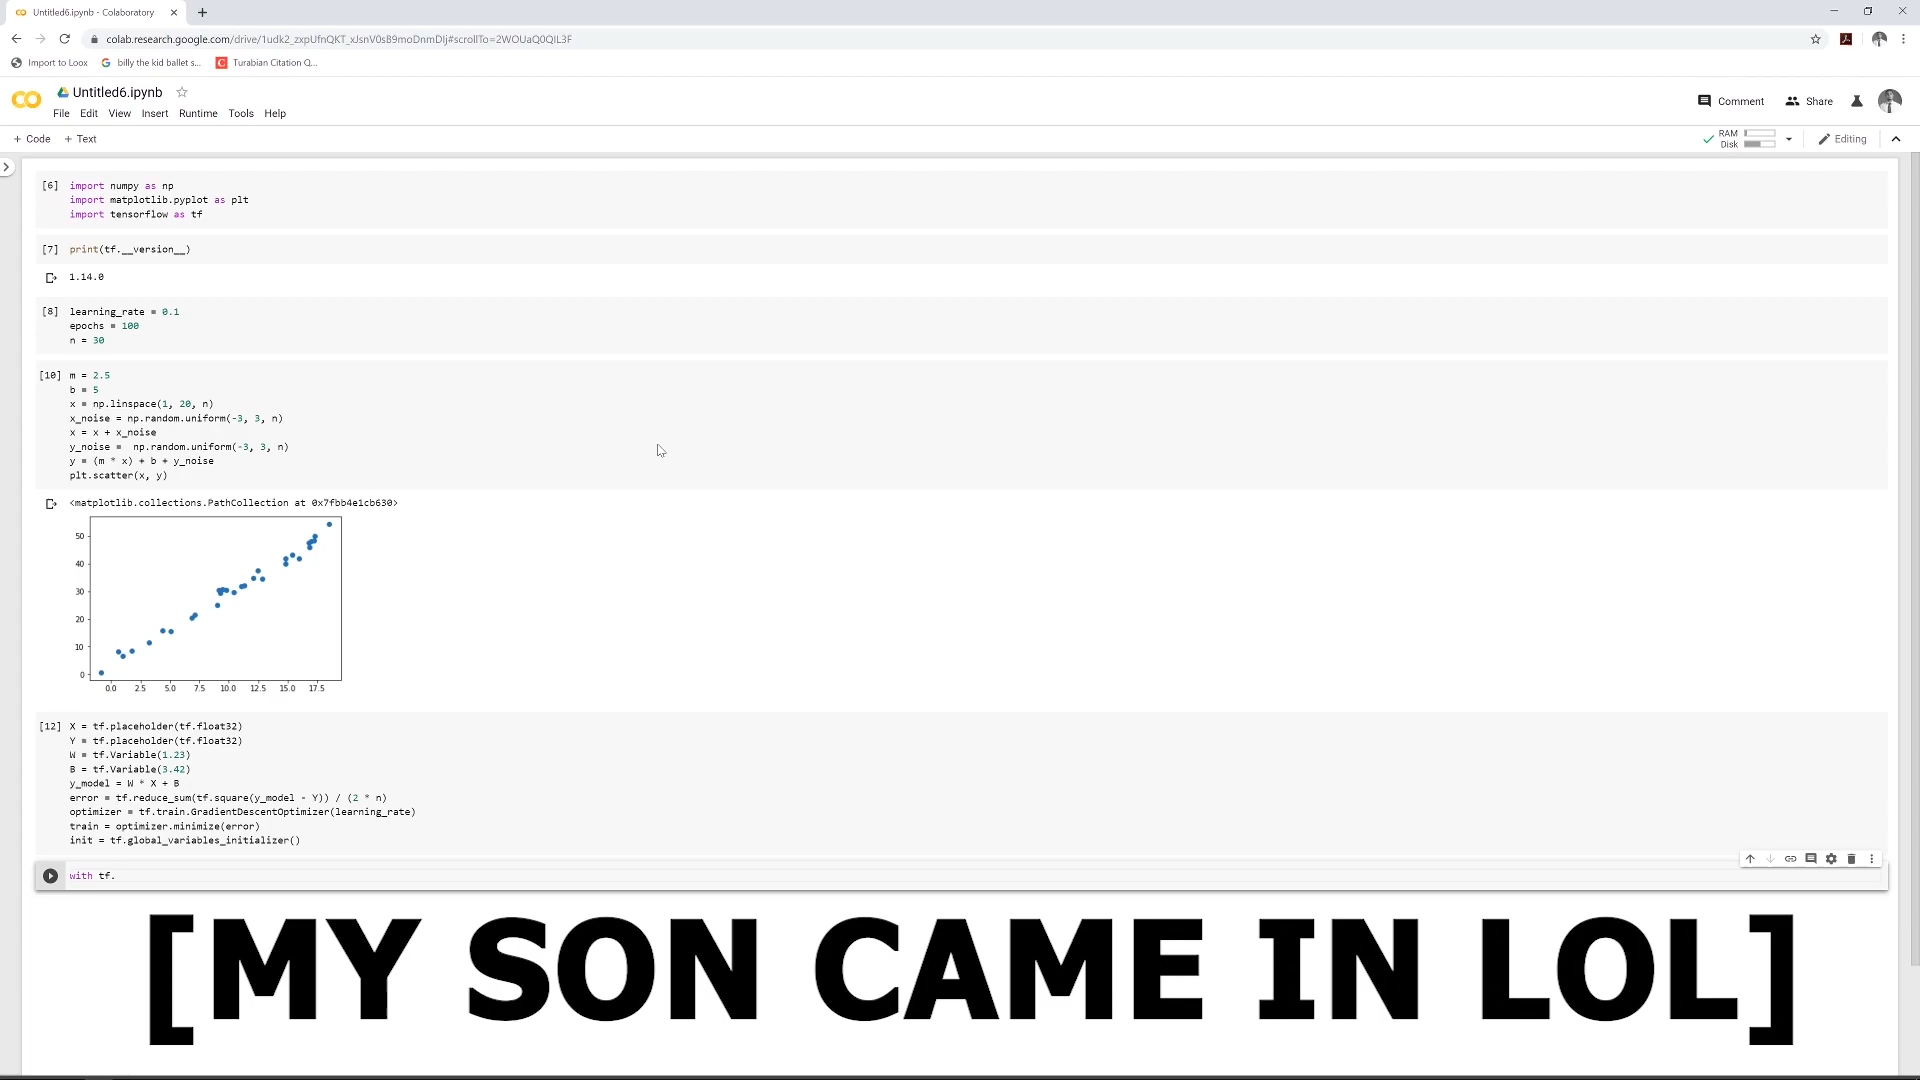 Untitled6.ipynb - Colaboratory
colab.research.google.com/drive/1udk2_zxpUfnQKT_xJsnV0sB9moDnmDIj#scrollTo=2WOUaQ0QIL3F
Import to Loox billy the kid ballet s... Turabian Citation Q...
Untitled6.ipynb
File Edit View Insert Runtime Tools Help
Comment Share
+ Code + Text
RAM
Disk
Editing
[6] import numpy as np
import matplotlib.pyplot as plt
import tensorflow as tf
[7] print(tf.__version__)
1.14.0
[8] learning_rate = 0.1
epochs = 100
n = 30
[10] m = 2.5
b = 5
x = np.linspace(1, 20, n)
x_noise = np.random.uniform(-3, 3, n)
x = x + x_noise
y_noise =  np.random.uniform(-3, 3, n)
y = (m * x) + b + y_noise
plt.scatter(x, y)
<matplotlib.collections.PathCollection at 0x7fbb4e1cb630>
50
40
30
20
10
0
0.0 2.5 5.0 7.5 10.0 12.5 15.0 17.5
[12] X = tf.placeholder(tf.float32)
Y = tf.placeholder(tf.float32)
W = tf.Variable(1.23)
B = tf.Variable(3.42)
y_model = W * X + B
error = tf.reduce_sum(tf.square(y_model - Y)) / (2 * n)
optimizer = tf.train.GradientDescentOptimizer(learning_rate)
train = optimizer.minimize(error)
init = tf.global_variables_initializer()
with tf.
[MY SON CAME IN LOL]